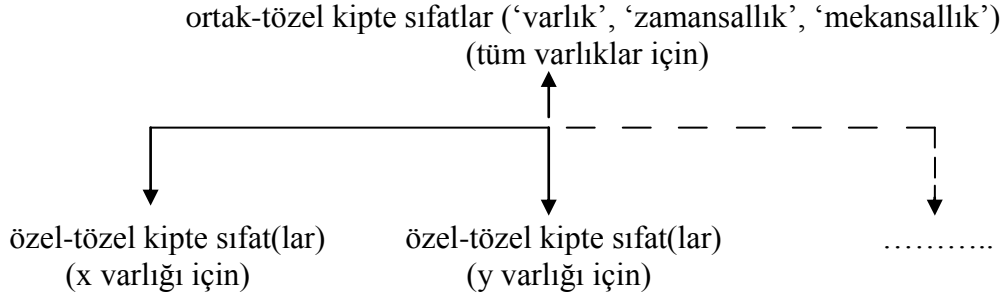 ortak-tözel kipte sıfatlar (‘varlık’, ‘zamansallık’, ‘mekansallık’)
(tüm varlıklar için)
özel-tözel kipte sıfat(lar)
(x varlığı için)
özel-tözel kipte sıfat(lar)
(y varlığı için)
………..